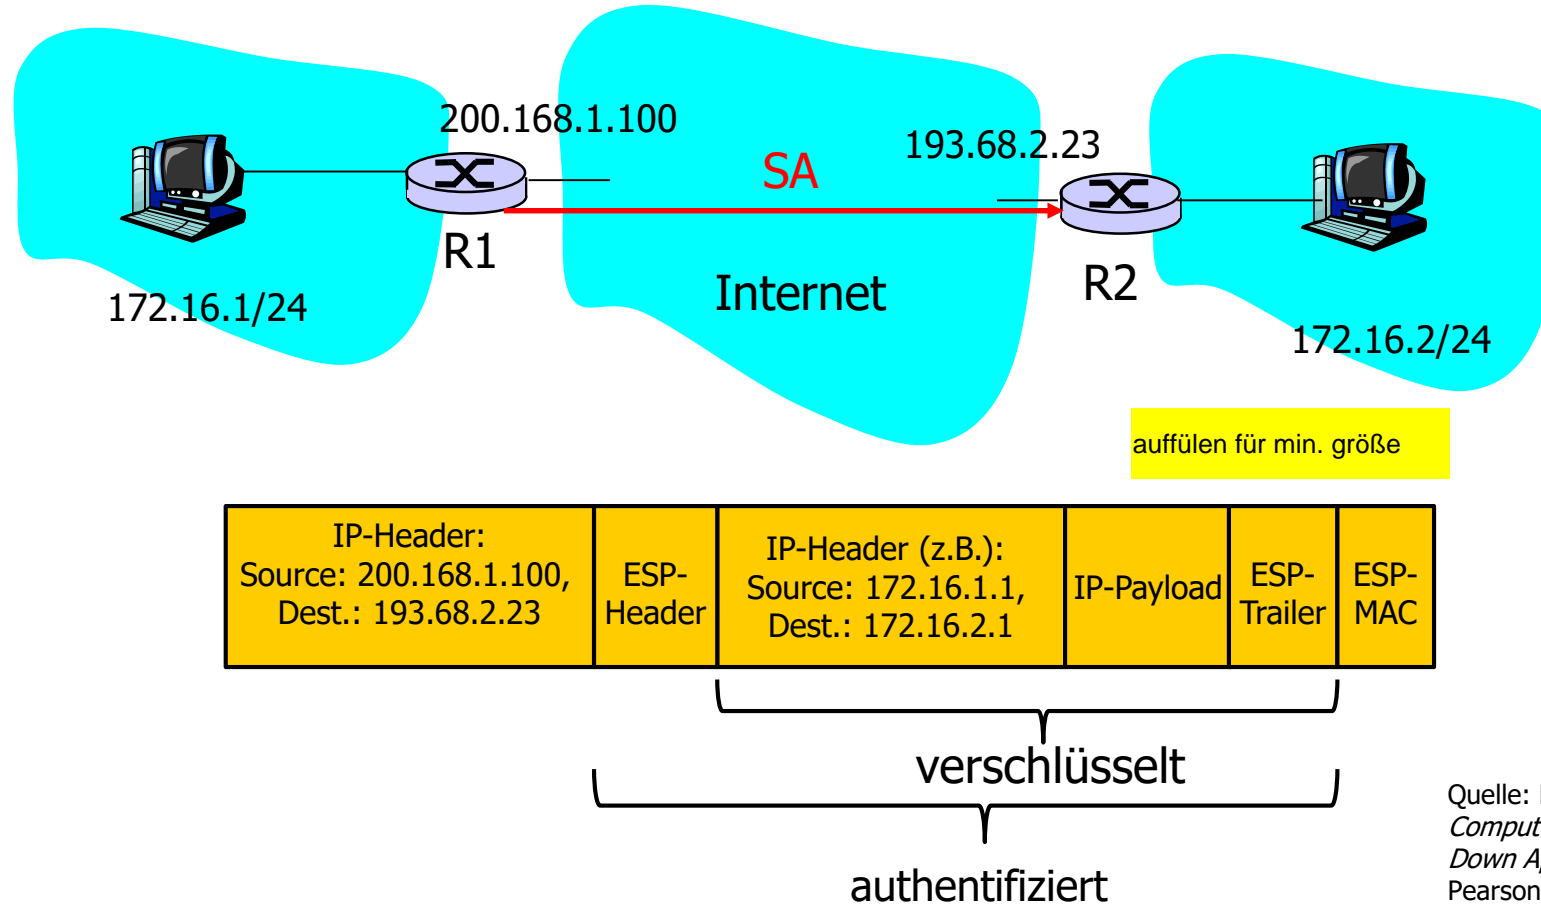 200.168.1.100
193.68.2.23
SA
R1
R2
Internet
172.16.1/24
172.16.2/24
auffülen für min. größe
IP-Header:
Source: 200.168.1.100,
Dest.: 193.68.2.23
ESP-
Header
IP-Header (z.B.):
Source: 172.16.1.1,
Dest.: 172.16.2.1
IP-Payload
ESP-
Trailer
ESP-
MAC
verschlüsselt
authentifiziert
Quelle:
Comput
Down A
Pearson